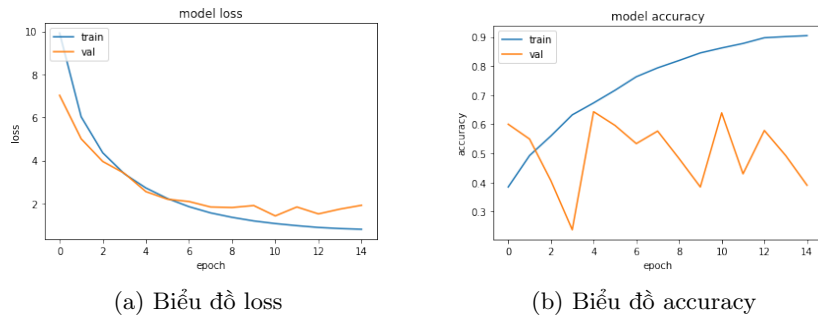 model loss
train
val
10
8
6
4
2
loss
0 2 4 6 8 10 12 14
epoch
(a) Biểu đồ loss
model accuracy
train
val
0.9
0.8
0.7
0.6
0.5
0.4
0.3
accuracy
0 2 4 6 8 10 12 14
epoch
(b) Biểu đồ accuracy